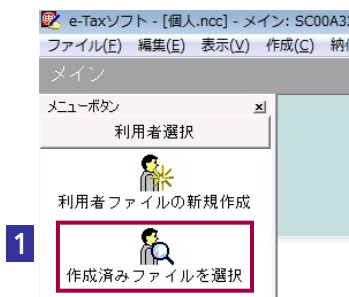 e-Taxソフト - [個人.ncc] - メイン: SC00A32
ファイル(F) 編集(E) 表示(V) 作成(C) 納
メイン
メニューボタン
利用者選択
利用者ファイルの新規作成
1
作成済みファイルを選択